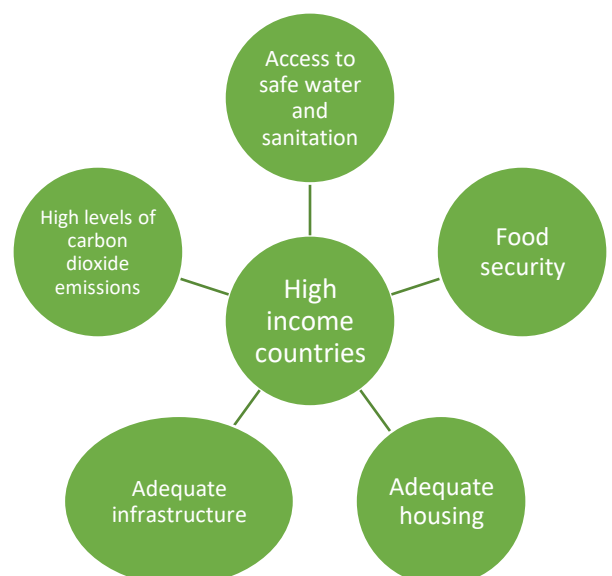 Access to
safe water
and
sanitation
High levels of
carbon
dioxide
emissions
Food
security
High
income
countries
Adequate
infrastructure
Adequate
housing